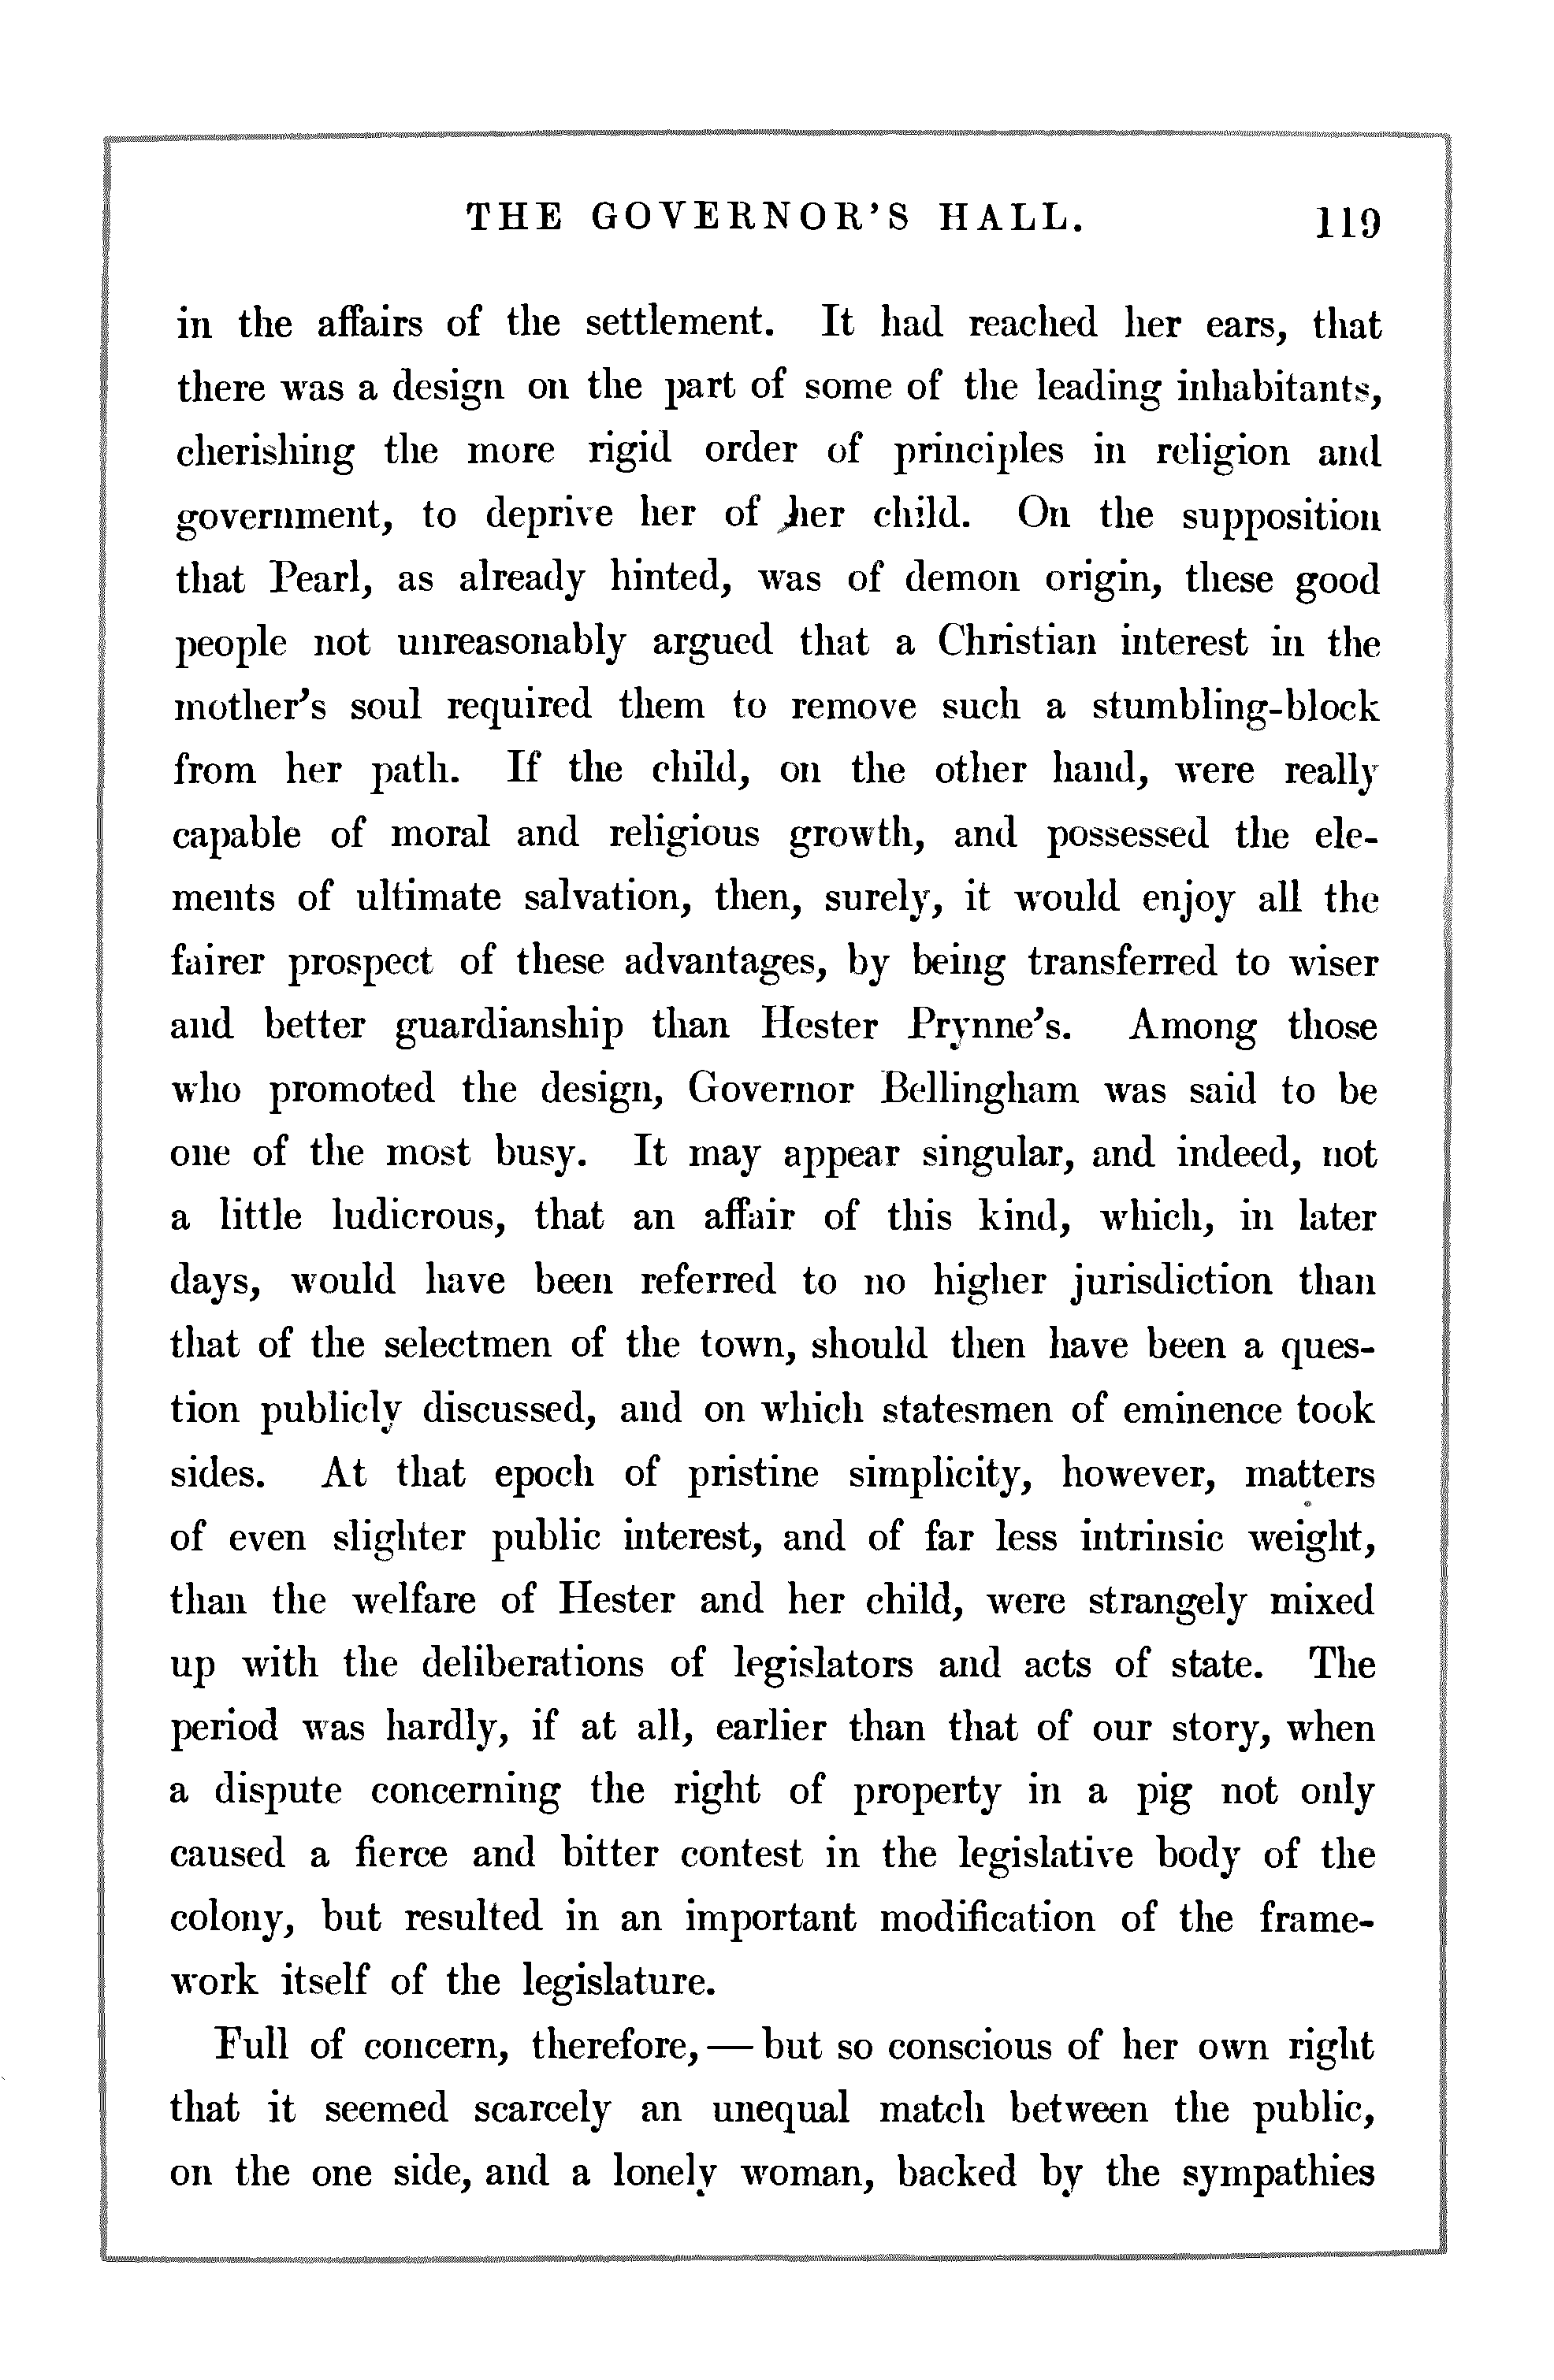 THE GOVERNOR'S HALL. 119
in the affairs of the settlement. It had reached her ears, that
there was a design on the part of some of the leading inhabitants,
cherishing the more rigid order of principles in religion and
government, to deprive her of her child. On the supposition
that Pearl, as already hinted, was of demon origin, these good
people not unreasonably argued that a Christian interest in the
mother's soul required them to remove such a stumbling-block
from her path. If the child, on the other hand, were really
capable of moral and religious growth, and possessed the ele-
ments of ultimate salvation, then, surely, it would enjoy all the
fairer prospect of these advantages, by being transferred to wiser
and better guardianship than Hester Prynne's. Among those
who promoted the design, Governor Bellingham was said to be
one of the most busy. It may appear singular, and indeed, not
a little ludicrous, that an affair of this kind, which, in later
days, would have been referred to no higher jurisdiction than
that of the selectmen of the town, should then have been a ques-
tion publicly discussed, and on which statesmen of eminence took
sides. At that epoch of pristine simplicity, however, matters
of even slighter public interest, and of far less intrinsic weight,
than the welfare of Hester and her child, were strangely mixed
up with the deliberations of legislators and acts of state. The
period was hardly, if at all, earlier than that of our story, when
a dispute concerning the right of property in a pig not only
caused a fierce and bitter contest in the legislative body of the
colony, but resulted in an important modification of the frame-
work itself of the legislature.
Full of concern, therefore, — but so conscious of her own right
that it seemed scarcely an unequal match between the public,
on the one side, and a lonely woman, backed by the sympathies